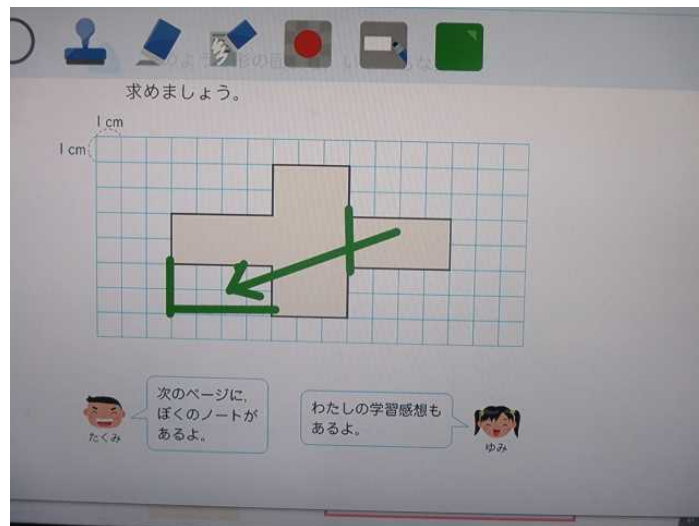 求めましょう。
1 cm
1 cm
次のページに,
ぼくのノートが
あるよ。
わたしの学習感想も
あるよ。
たくみ
ゆみ